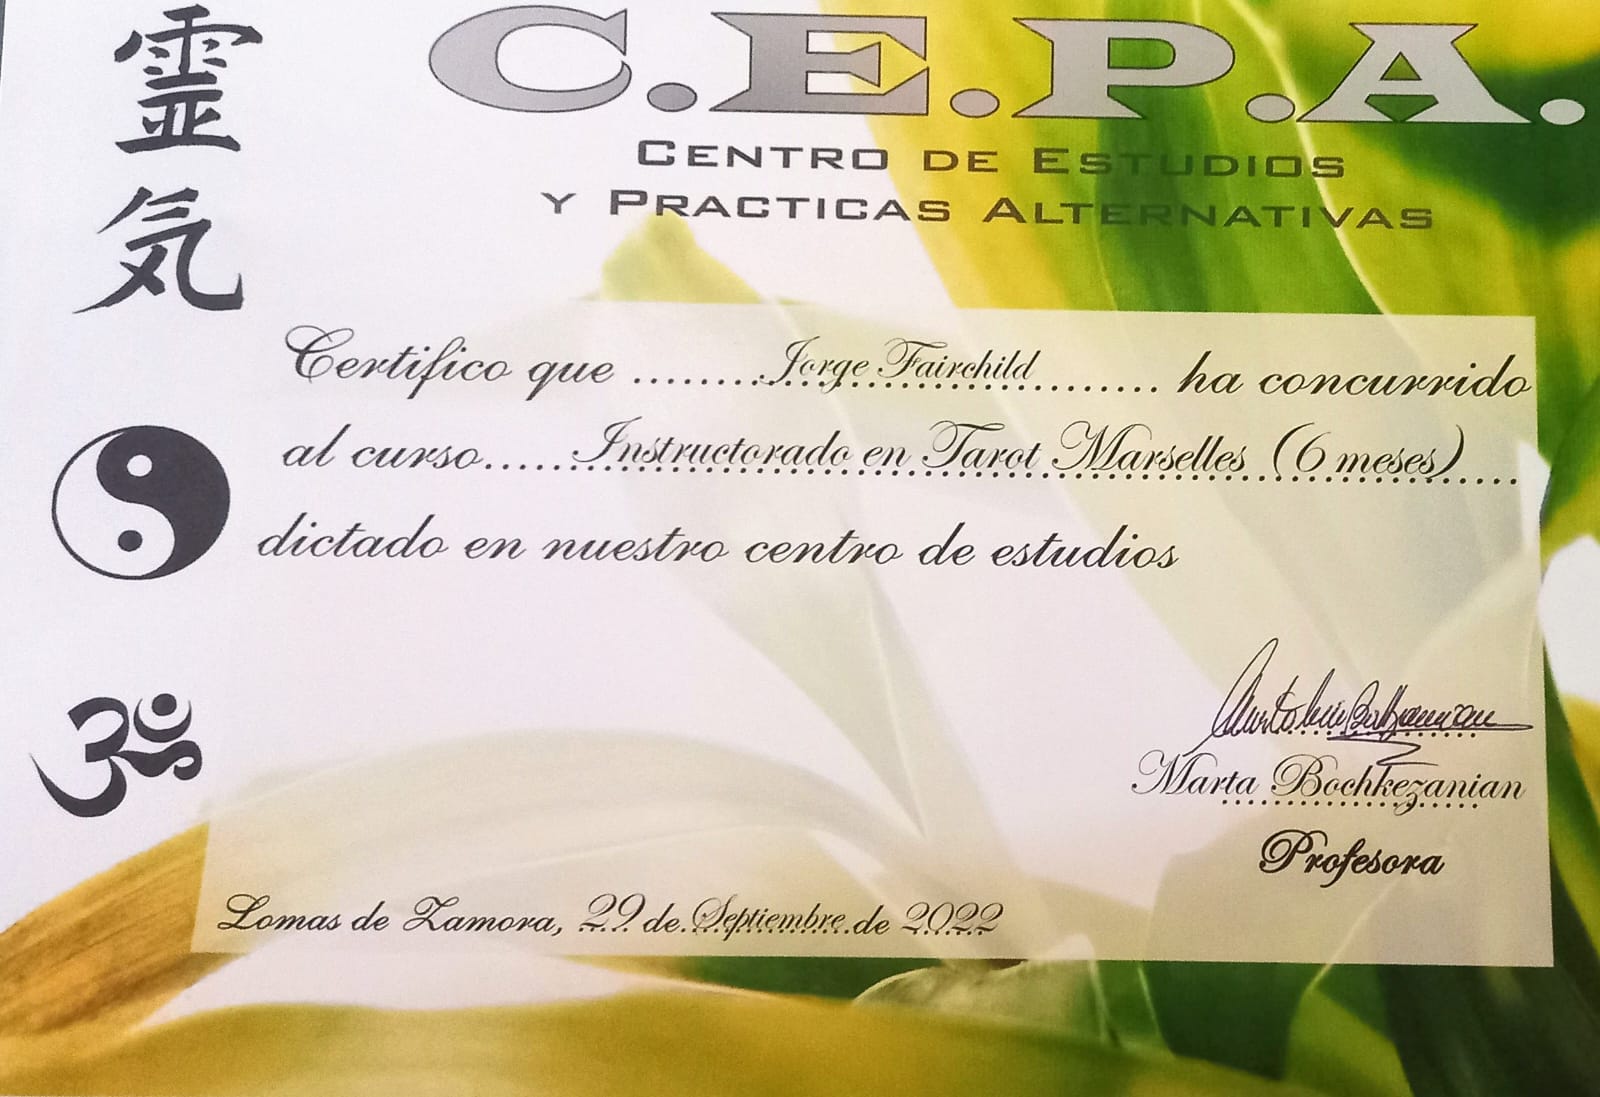 霊
気
C.E.P.A.
CENTRO DE ESTUDIOS
Y PRACTICAS ALTERNATIVAS
Certifico que ........Jorge Fairchild........ ha concurrido
al curso......Instructorado en Tarot Marselles (6 meses).....
dictado en nuestro centro de estudios
ॐ
Marta Bochkezanian
Profesora
Lomas de Zamora, 29 de Septiembre de 2022